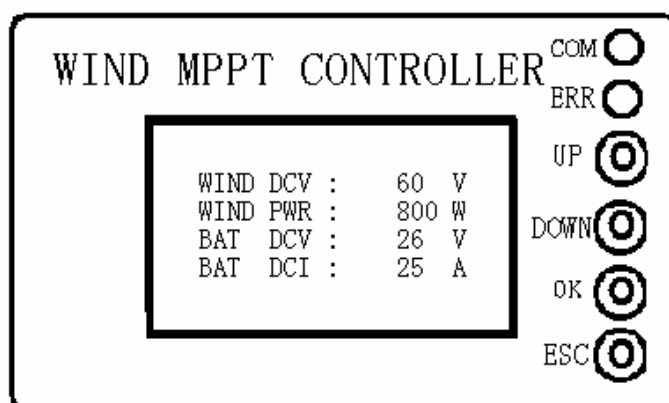 WIND MPPT CONTROLLER
COM
ERR
UP
DOWN
OK
ESC
WIND DCV : 60 V
WIND PWR : 800 W
BAT DCV : 26 V
BAT DCI : 25 A